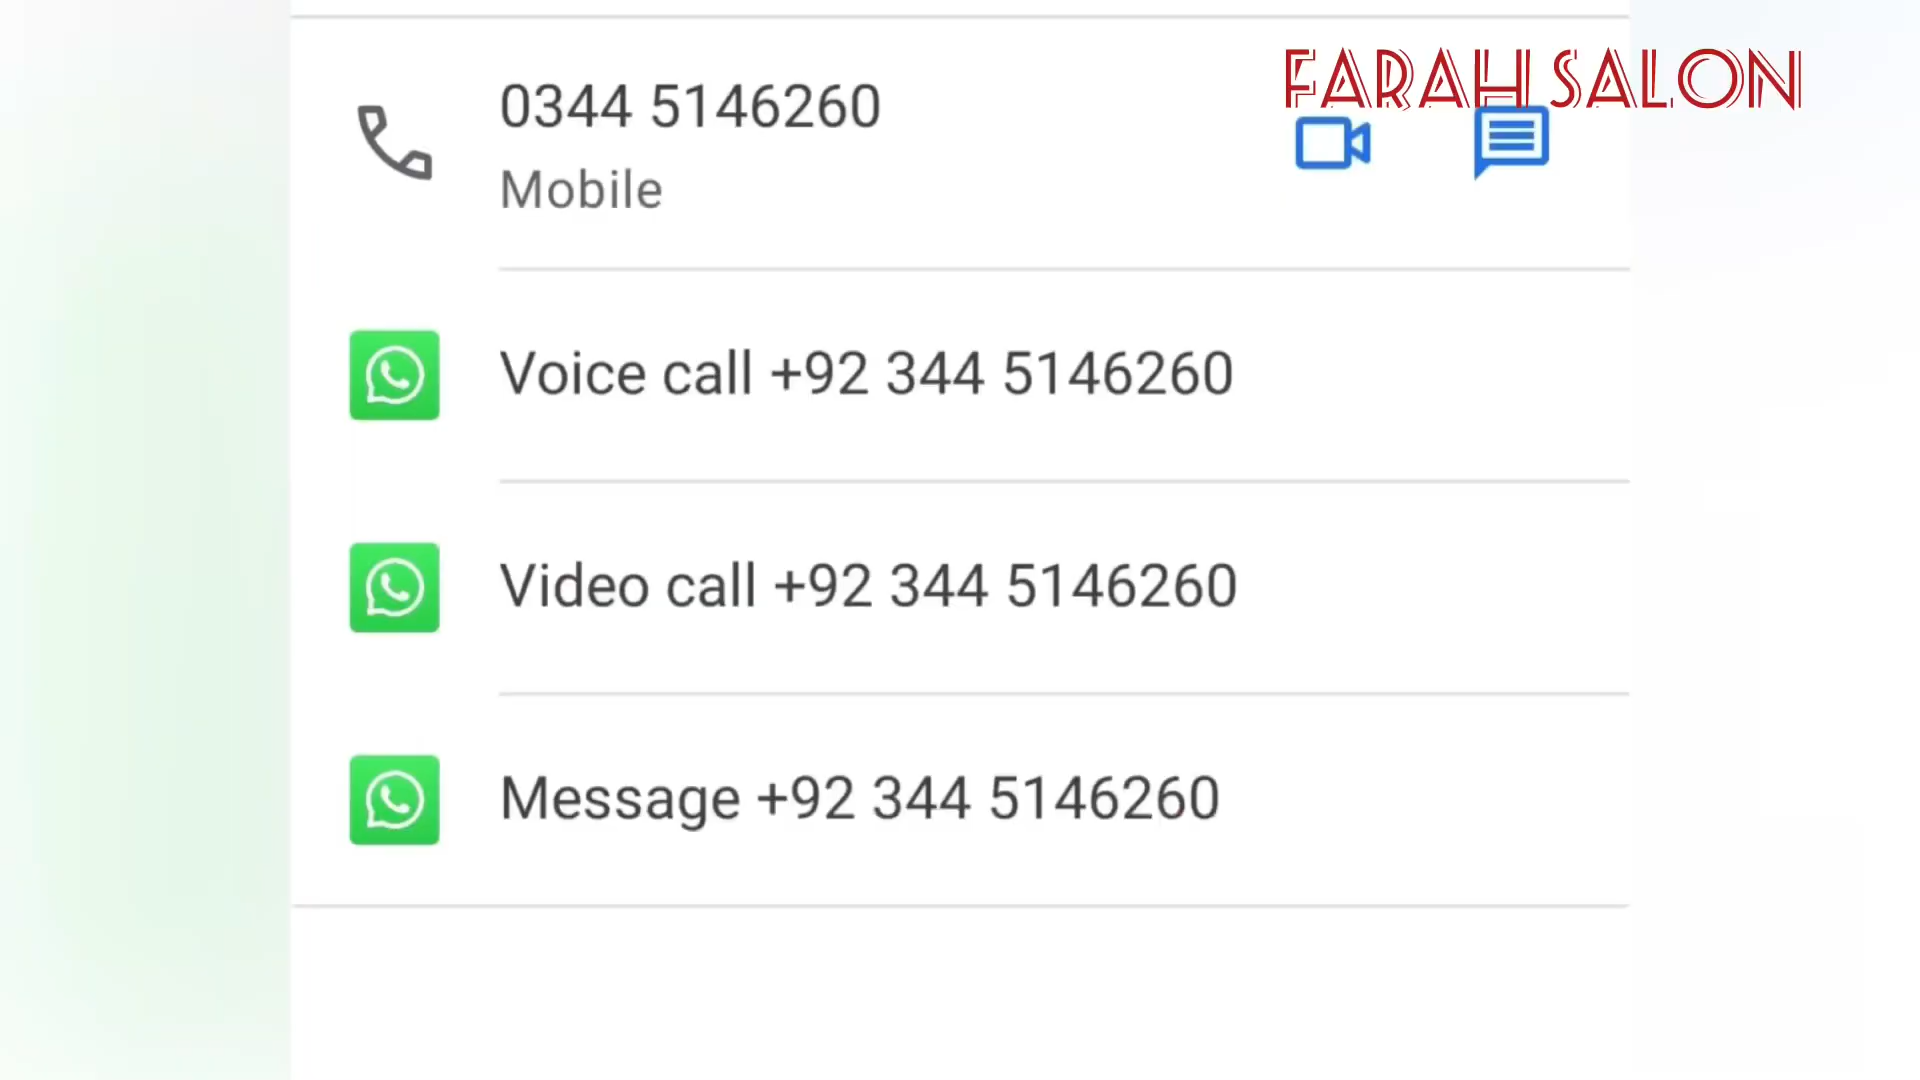 FARAH SALON
0344 5146260
Mobile
Voice call +92 344 5146260
Video call +92 344 5146260
Message +92 344 5146260